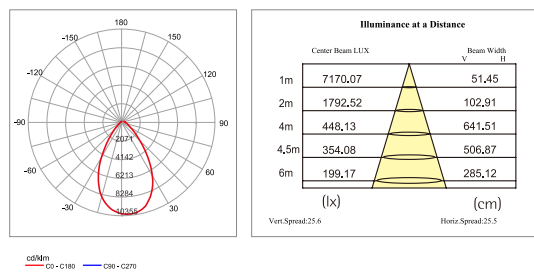 180
-150
150
-120
120
-90
90
2071
4142
-60
60
6213
8284
-30
10355
30
cd/klm
C0 - C180
C90 - C270
Illuminance at a Distance
Center Beam LUX
Beam Width
V H
1m 7170.07 51.45
2m 1792.52 102.91
4m 448.13 641.51
4,5m 354.08 506.87
6m 199.17 285.12
(lx) (cm)
Vert.Spread:25.6 Horiz.Spread:25.5